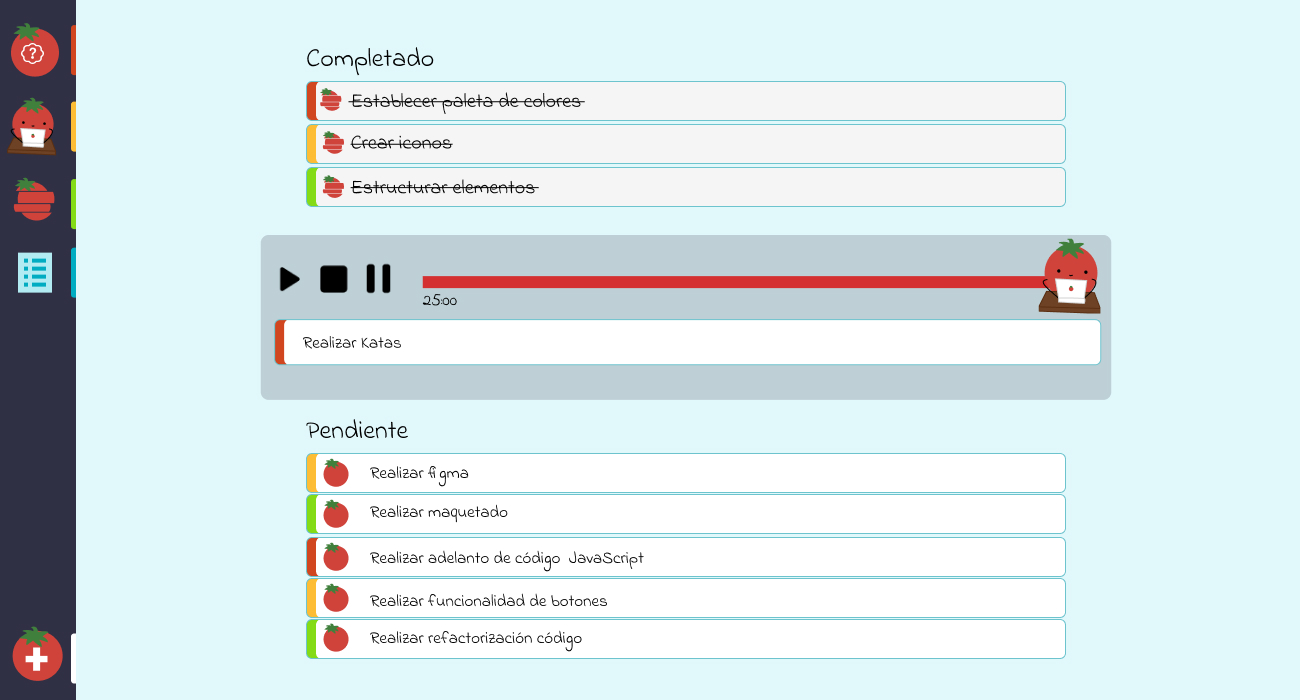 ?
Completado
Establecer paleta de colores
Crear iconos
Estructurar elementos
25:00
Realizar Katas
Pendiente
Realizar figma
Realizar maquetado
Realizar adelanto de código JavaScript
Realizar funcionalidad de botones
Realizar refactorización código